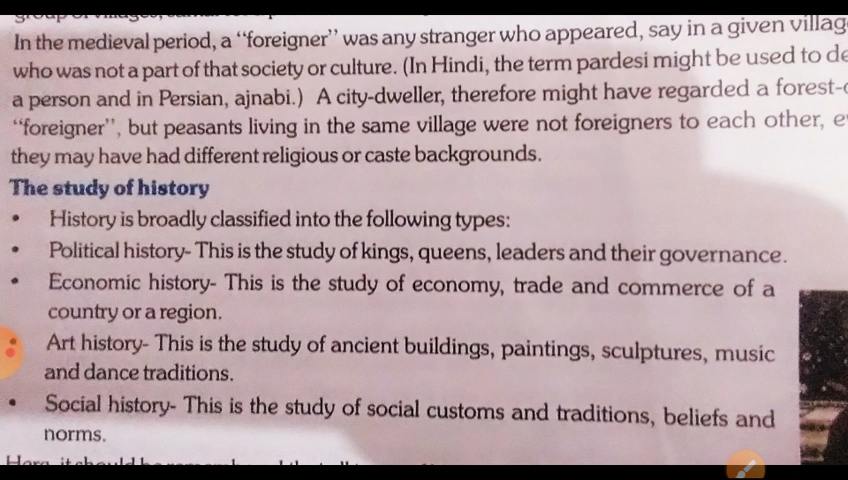 In the medieval period, a “foreigner” was any stranger who appeared, say in a given villag
who was not a part of that society or culture. (In Hindi, the term pardesi might be used to de
a person and in Persian, ajnabi.) A city-dweller, therefore might have regarded a forest-
“foreigner”, but peasants living in the same village were not foreigners to each other, e
they may have had different religious or caste backgrounds.
The study of history
• History is broadly classified into the following types:
• Political history- This is the study of kings, queens, leaders and their governance.
• Economic history- This is the study of economy, trade and commerce of a
country or a region.
• Art history- This is the study of ancient buildings, paintings, sculptures, music
and dance traditions.
• Social history- This is the study of social customs and traditions, beliefs and
norms.